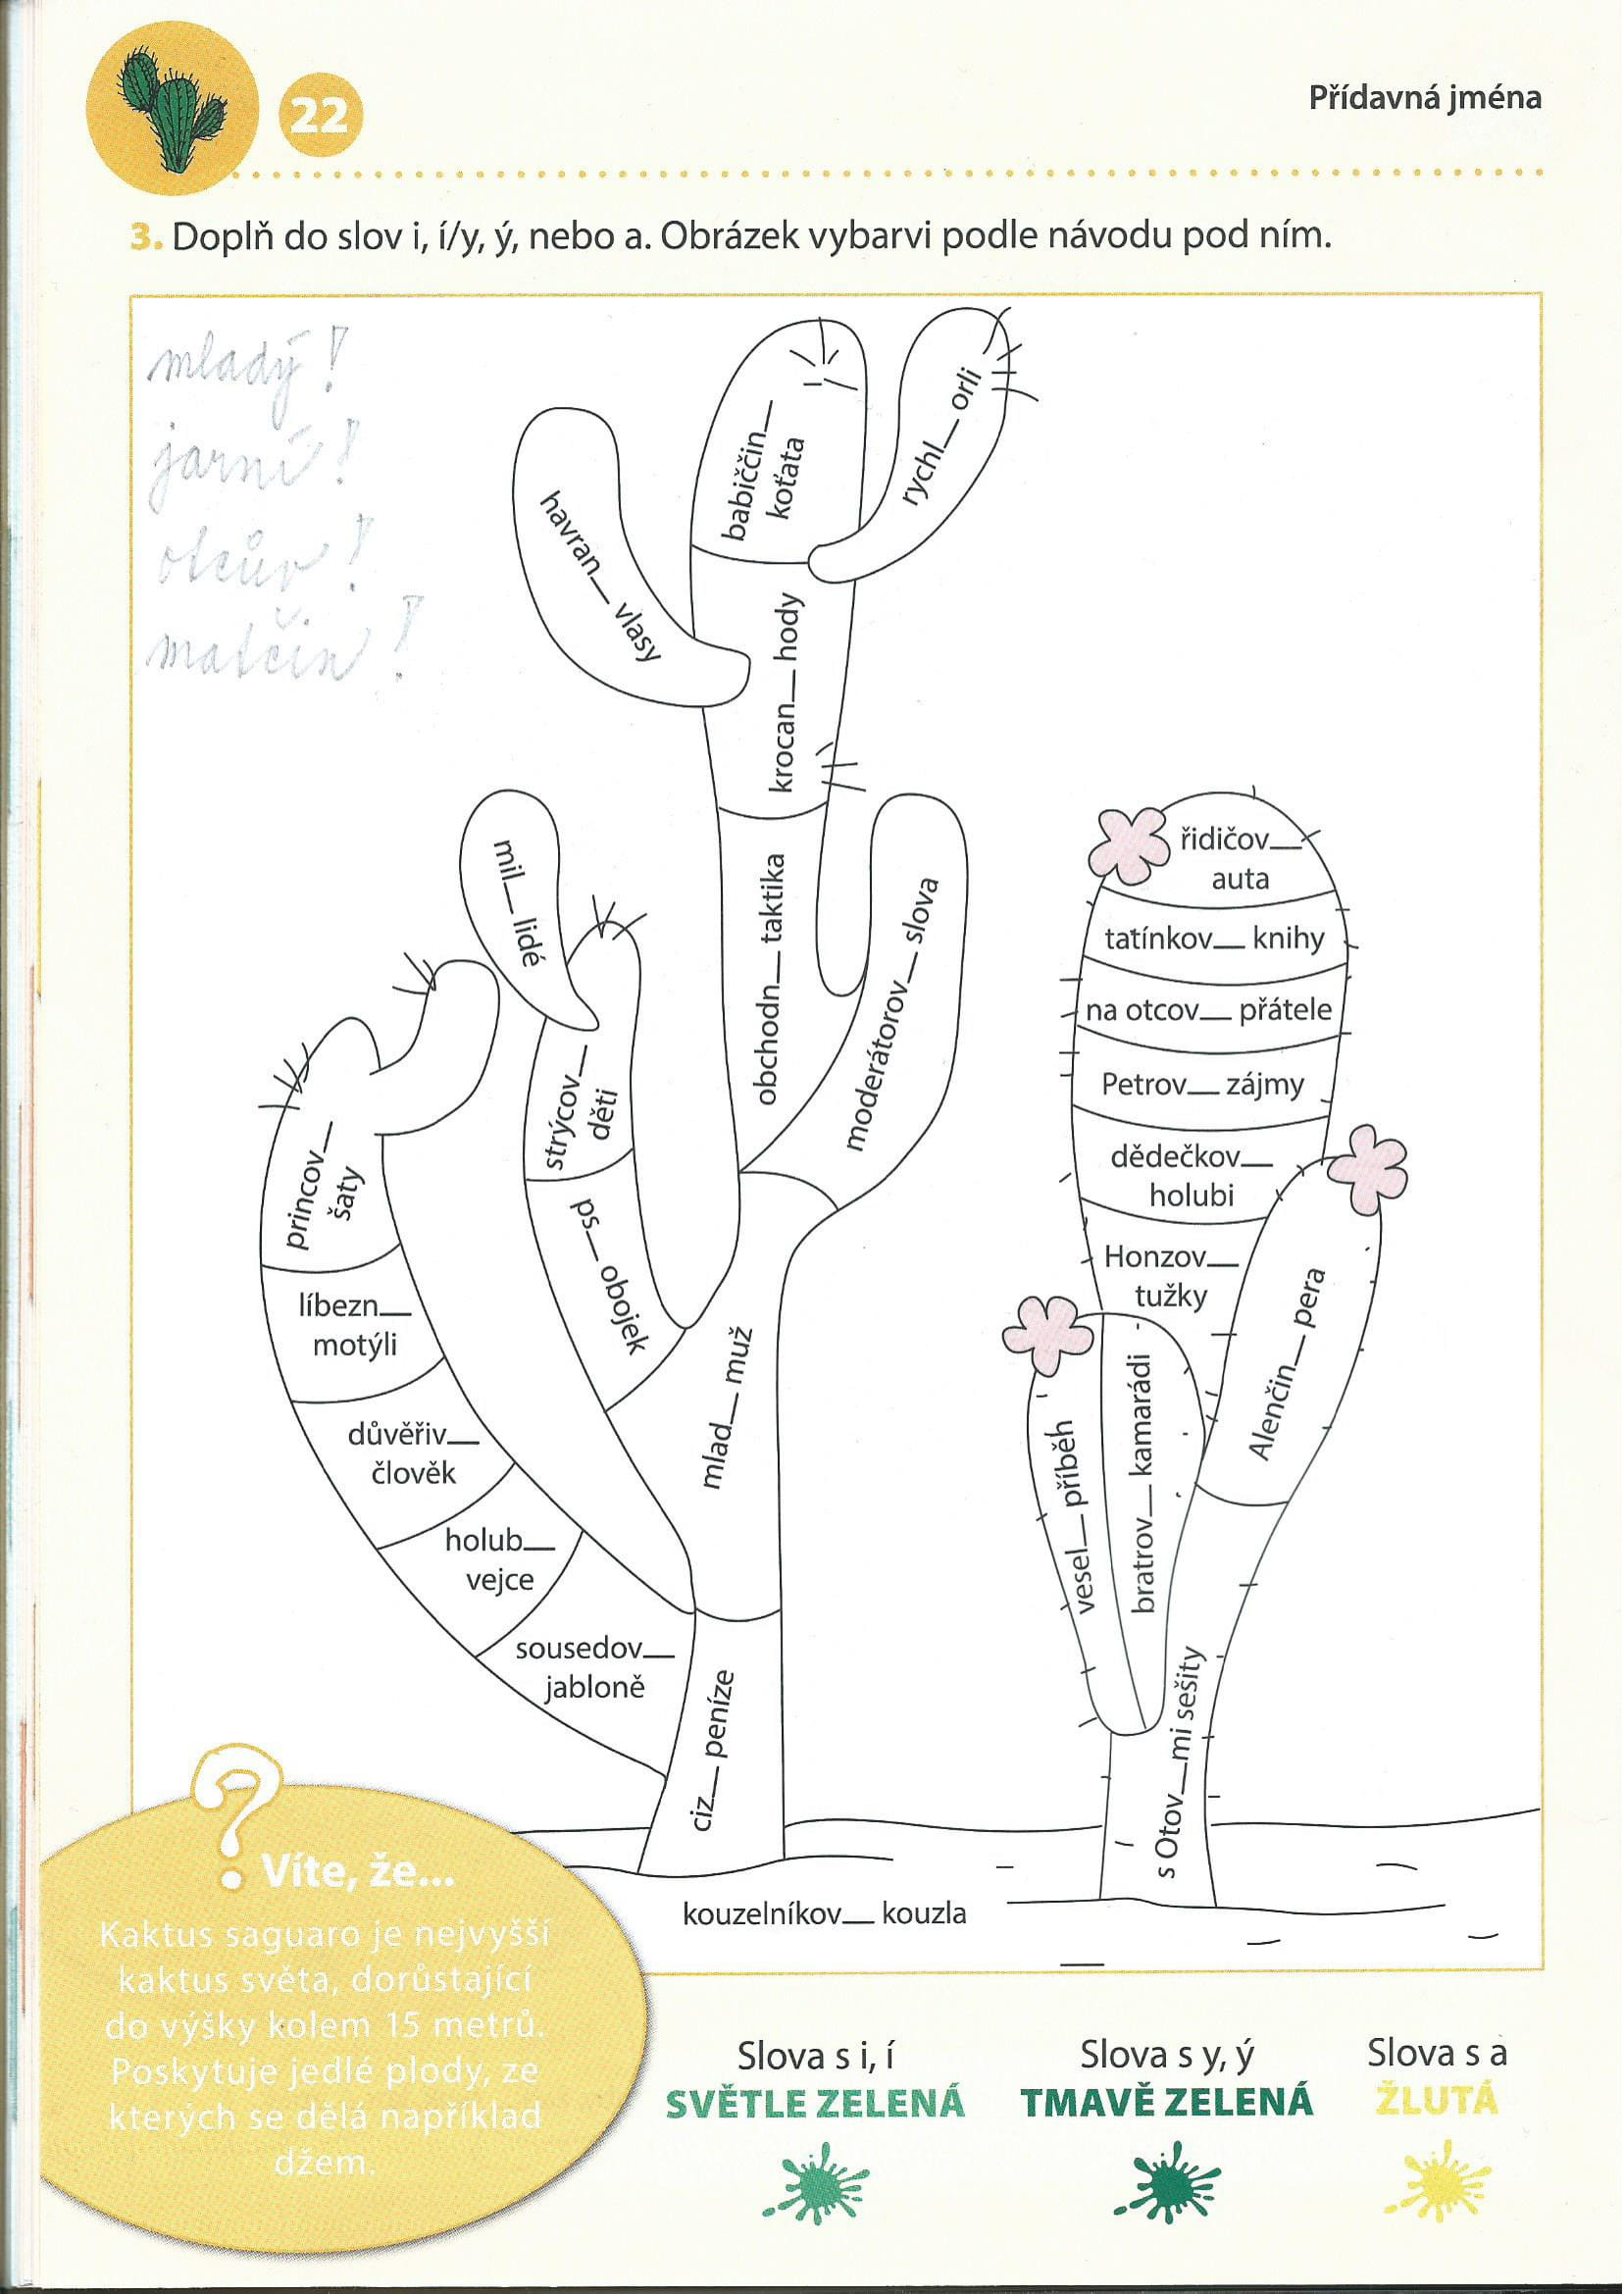 22
Přídavná jména
3. Doplň do slov i, í/y, ý, nebo a. Obrázek vybarvi podle návodu pod ním.
mladý!
jarní!
otcův!
matčin!
babiččin__
koťata
rychl__ orli
havran__ vlasy
krocan__ hody
mil__ lidé
obchodn__ taktika
moderátorov__ slova
strýcov__
děti
princov__
šaty
ps__ obojek
líbezn__
motýli
důvěřiv__
člověk
mlad__ muž
holub__
vejce
sousedov__
jabloně
ciz__ peníze
řidičov__
auta
tatínkov__ knihy
na otcov__ přátele
Petrov__ zájmy
dědečkov__
holubi
Honzov__
tužky
Alenčin__ pera
vesel__ příběh
bratrov__ kamarádi
s Otov__mi sešity
kouzelníkov__ kouzla
?
Víte, že...
Kaktus saguaro je nejvyšší
kaktus světa, dorůstající
do výšky kolem 15 metrů.
Poskytuje jedlé plody, ze
kterých se dělá například
džem.
Slova s i, í
SVĚTLE ZELENÁ
Slova s y, ý
TMAVĚ ZELENÁ
Slova s a
ŽLUTÁ